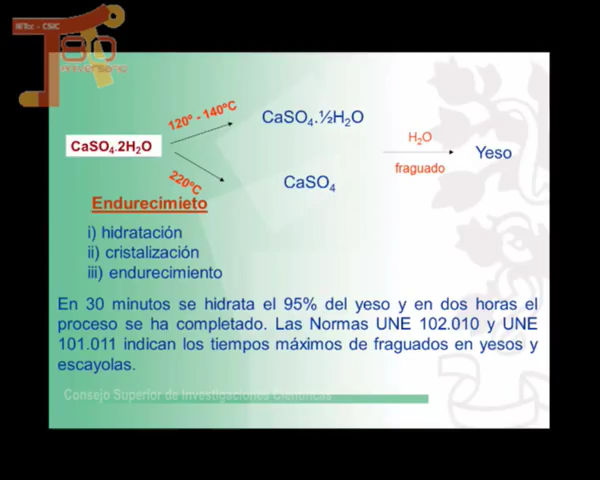 IETcc - CSIC
80
aniversario
120º - 140ºC
CaSO₄.½H₂O
CaSO₄.2H₂O
H₂O
Yeso
fraguado
220ºC
CaSO₄
Endurecimieto
i) hidratación
ii) cristalización
iii) endurecimiento
En 30 minutos se hidrata el 95% del yeso y en dos horas el
proceso se ha completado. Las Normas UNE 102.010 y UNE
101.011 indican los tiempos máximos de fraguados en yesos y
escayolas.
Consejo Superior de Investigaciones Científicas